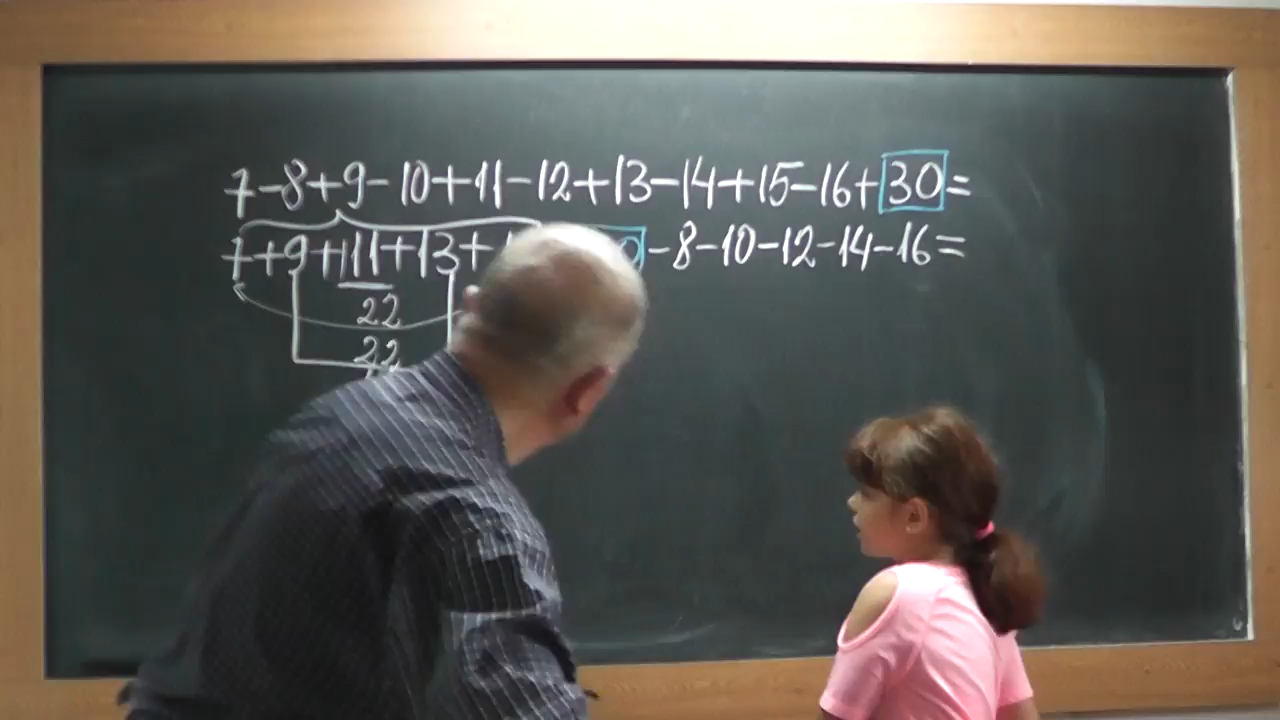 7-8+9-10+11-12+13-14+15-16+30=
7+9+11+13+ -8-10-12-14-16=
22
22